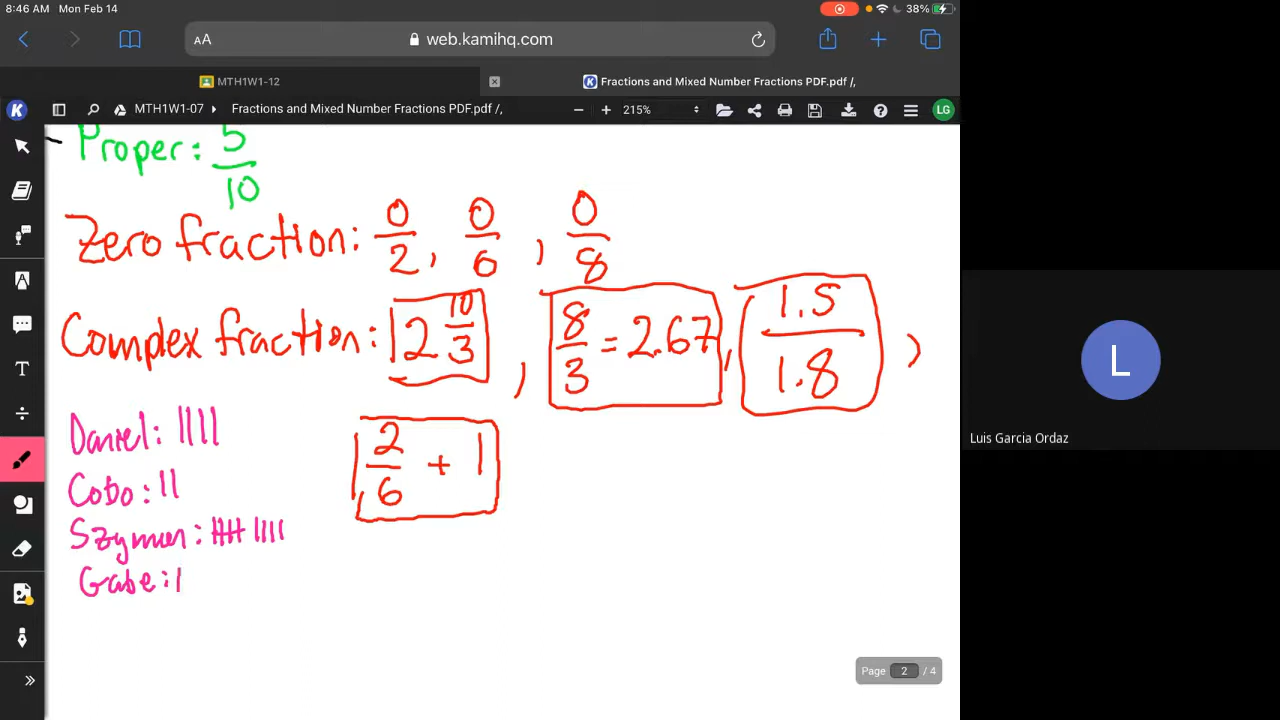 8:46 AM Mon Feb 14
38%
AA
web.kamihq.com
MTH1W1-12
Fractions and Mixed Number Fractions PDF.pdf /,
MTH1W1-07 Fractions and Mixed Number Fractions PDF.pdf /,
215%
LG
Proper: 5/10
Zero fraction: 0/2, 0/6, 0/8
Complex fraction: 2 10/3, 8/3 = 2.67, 1.5/1.8,
2/6 + 1
Daniel: ||||
Cobo: ||
Szymon: |||| ||||
Gabe: |
Page 2 / 4
L
Luis Garcia Ordaz